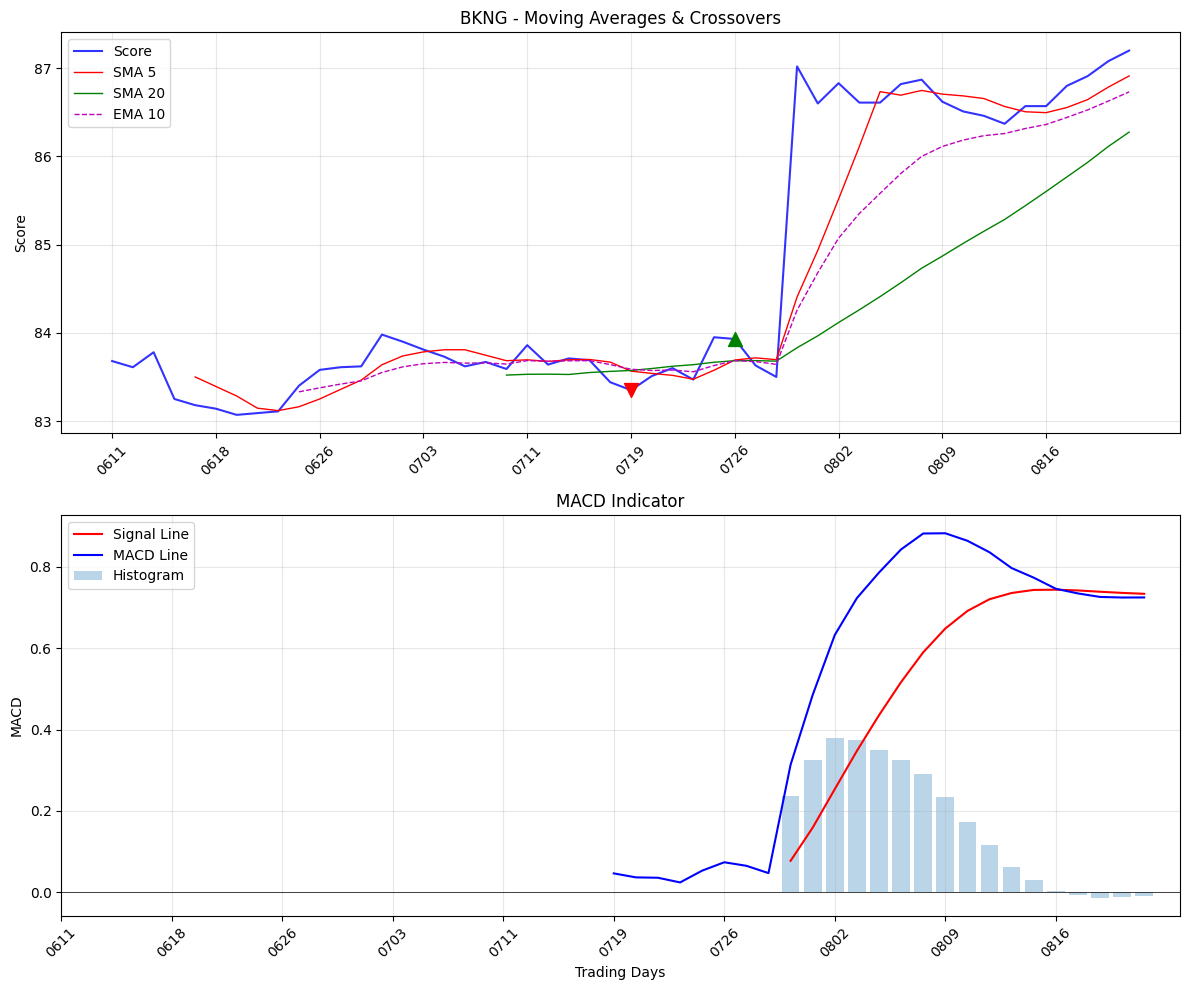 BKNG - Moving Averages & Crossovers
Score
SMA 5
SMA 20
EMA 10
87
86
85
84
83
Score
0611
0618
0626
0703
0711
0719
0726
0802
0809
0816
MACD Indicator
Signal Line
MACD Line
Histogram
0.8
0.6
0.4
0.2
0.0
MACD
0611
0618
0626
0703
0711
0719
0726
0802
0809
0816
Trading Days